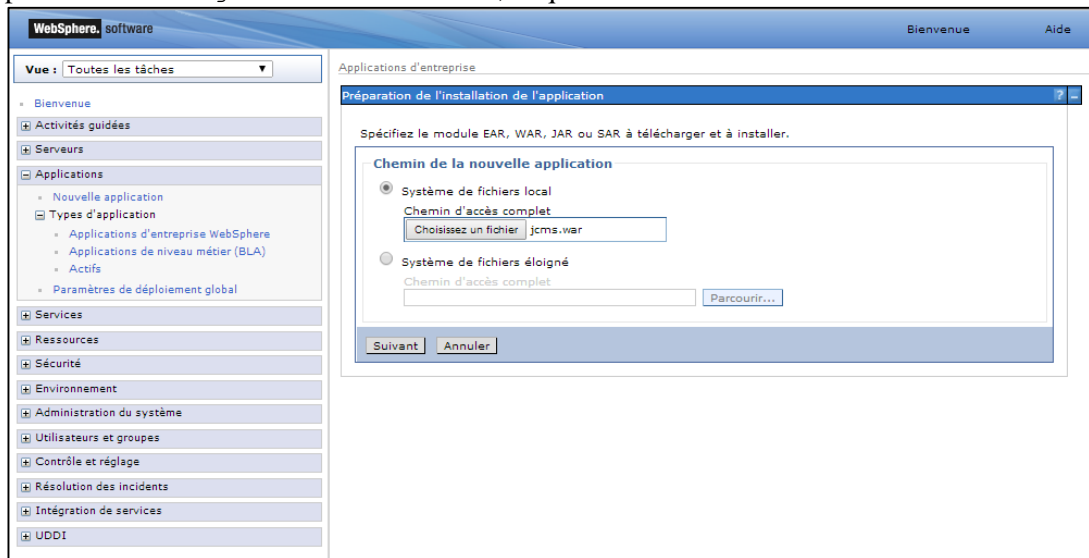 WebSphere. software
Bienvenue Aide
Vue : Toutes les tâches
Bienvenue
Activités guidées
Serveurs
Applications
Nouvelle application
Types d'application
Applications d'entreprise WebSphere
Applications de niveau métier (BLA)
Actifs
Paramètres de déploiement global
Services
Ressources
Sécurité
Environnement
Administration du système
Utilisateurs et groupes
Contrôle et réglage
Résolution des incidents
Intégration de services
UDDI
Applications d'entreprise
Préparation de l'installation de l'application ? -
Spécifiez le module EAR, WAR, JAR ou SAR à télécharger et à installer.
Chemin de la nouvelle application
Système de fichiers local
Chemin d'accès complet
Choisissez un fichier jcms.war
Système de fichiers éloigné
Chemin d'accès complet
Parcourir...
Suivant Annuler